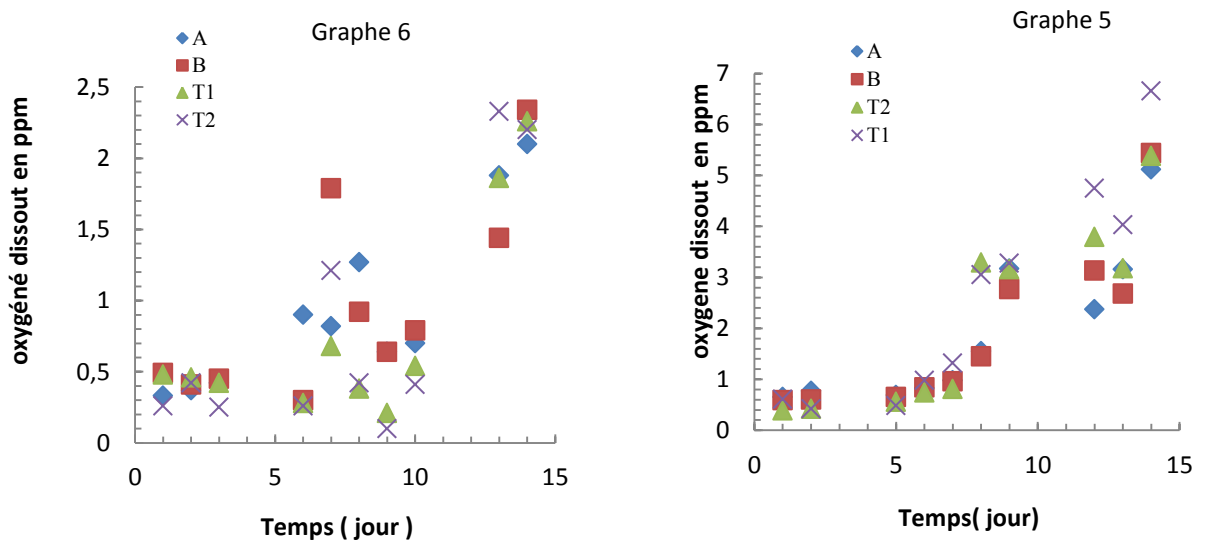 Graphe 6
A
B
T1
T2
oxygéné dissout en ppm
2,5
2
1,5
1
0,5
0
0 5 10 15
Temps ( jour )
Graphe 5
A
B
T2
T1
oxygene dissout en ppm
7
6
5
4
3
2
1
0
0 5 10 15
Temps( jour)